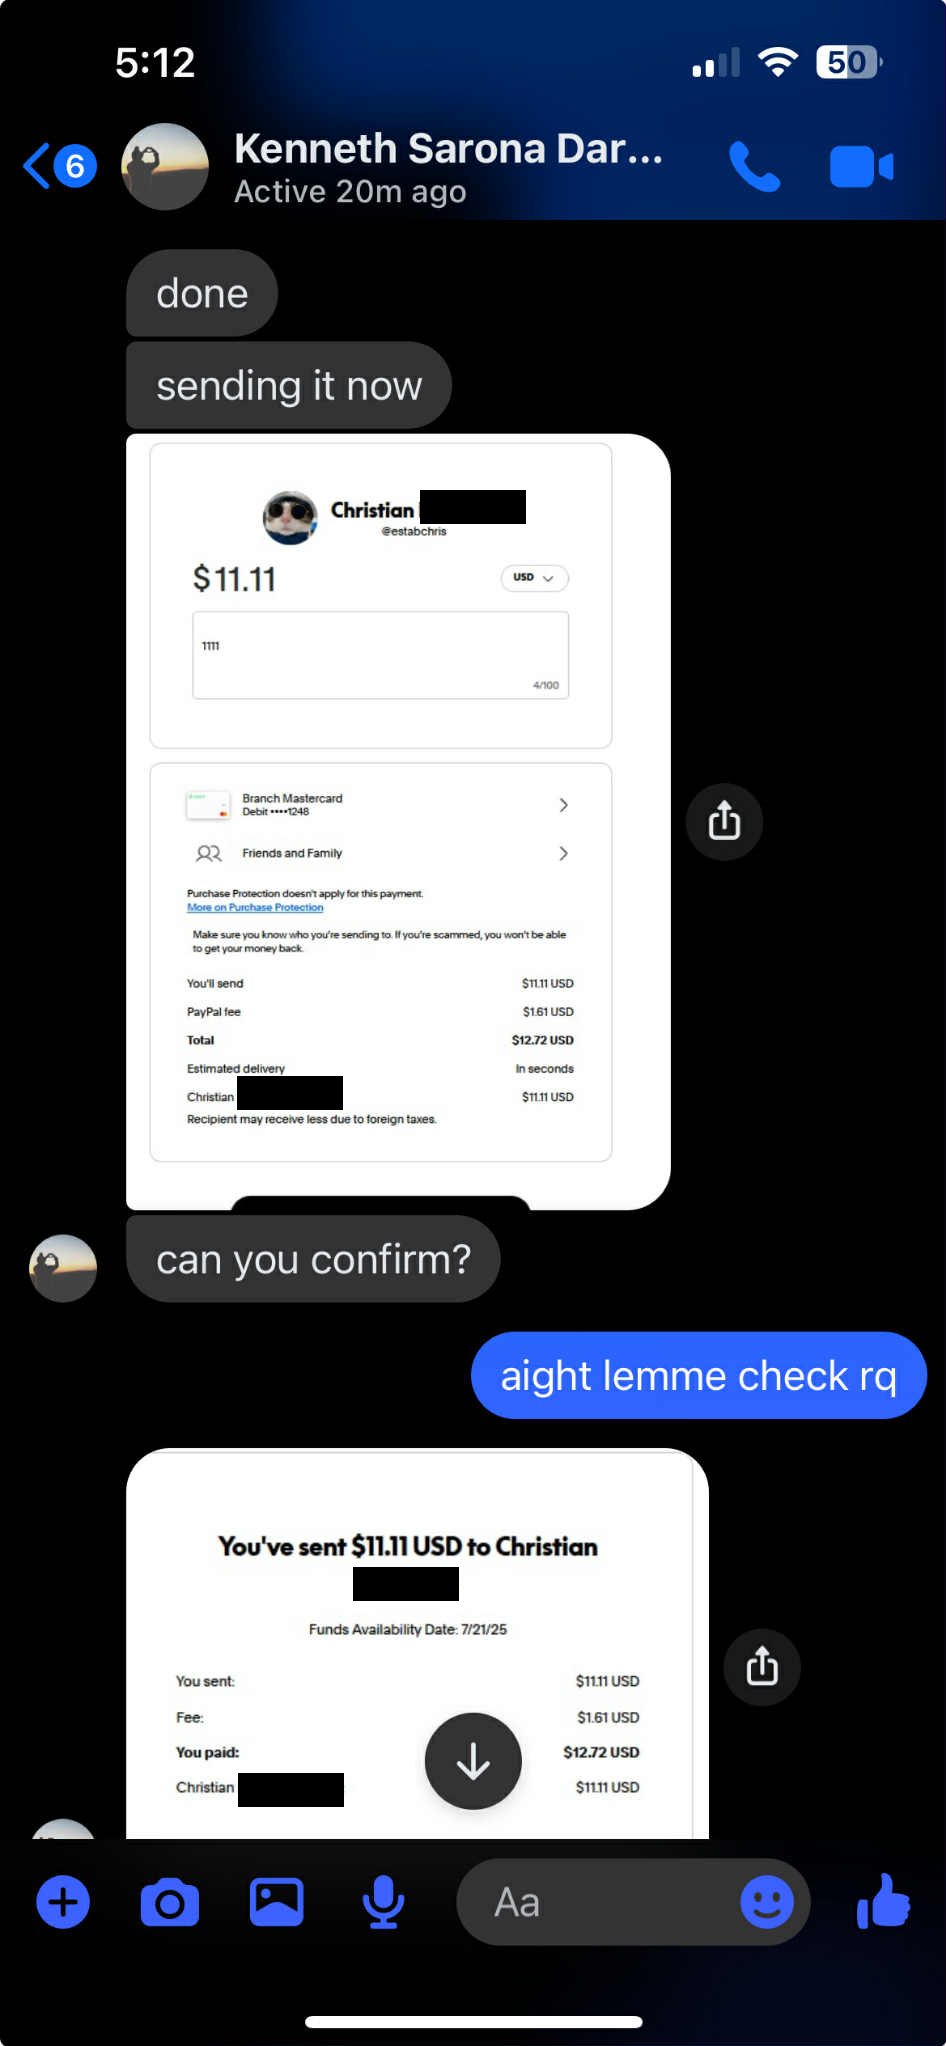 5:12
50
6
Kenneth Sarona Dar...
Active 20m ago
done
sending it now
Christian
@estabchris
$11.11
USD
1111
4/100
Branch Mastercard
Debit ••••1248
Friends and Family
Purchase Protection doesn't apply for this payment.
More on Purchase Protection
Make sure you know who you're sending to. If you're scammed, you won't be able
to get your money back.
You'll send $11.11 USD
PayPal fee $1.61 USD
Total $12.72 USD
Estimated delivery In seconds
Christian $11.11 USD
Recipient may receive less due to foreign taxes.
can you confirm?
aight lemme check rq
You've sent $11.11 USD to Christian
Funds Availability Date: 7/21/25
You sent: $11.11 USD
Fee: $1.61 USD
You paid: $12.72 USD
Christian $11.11 USD
Aa